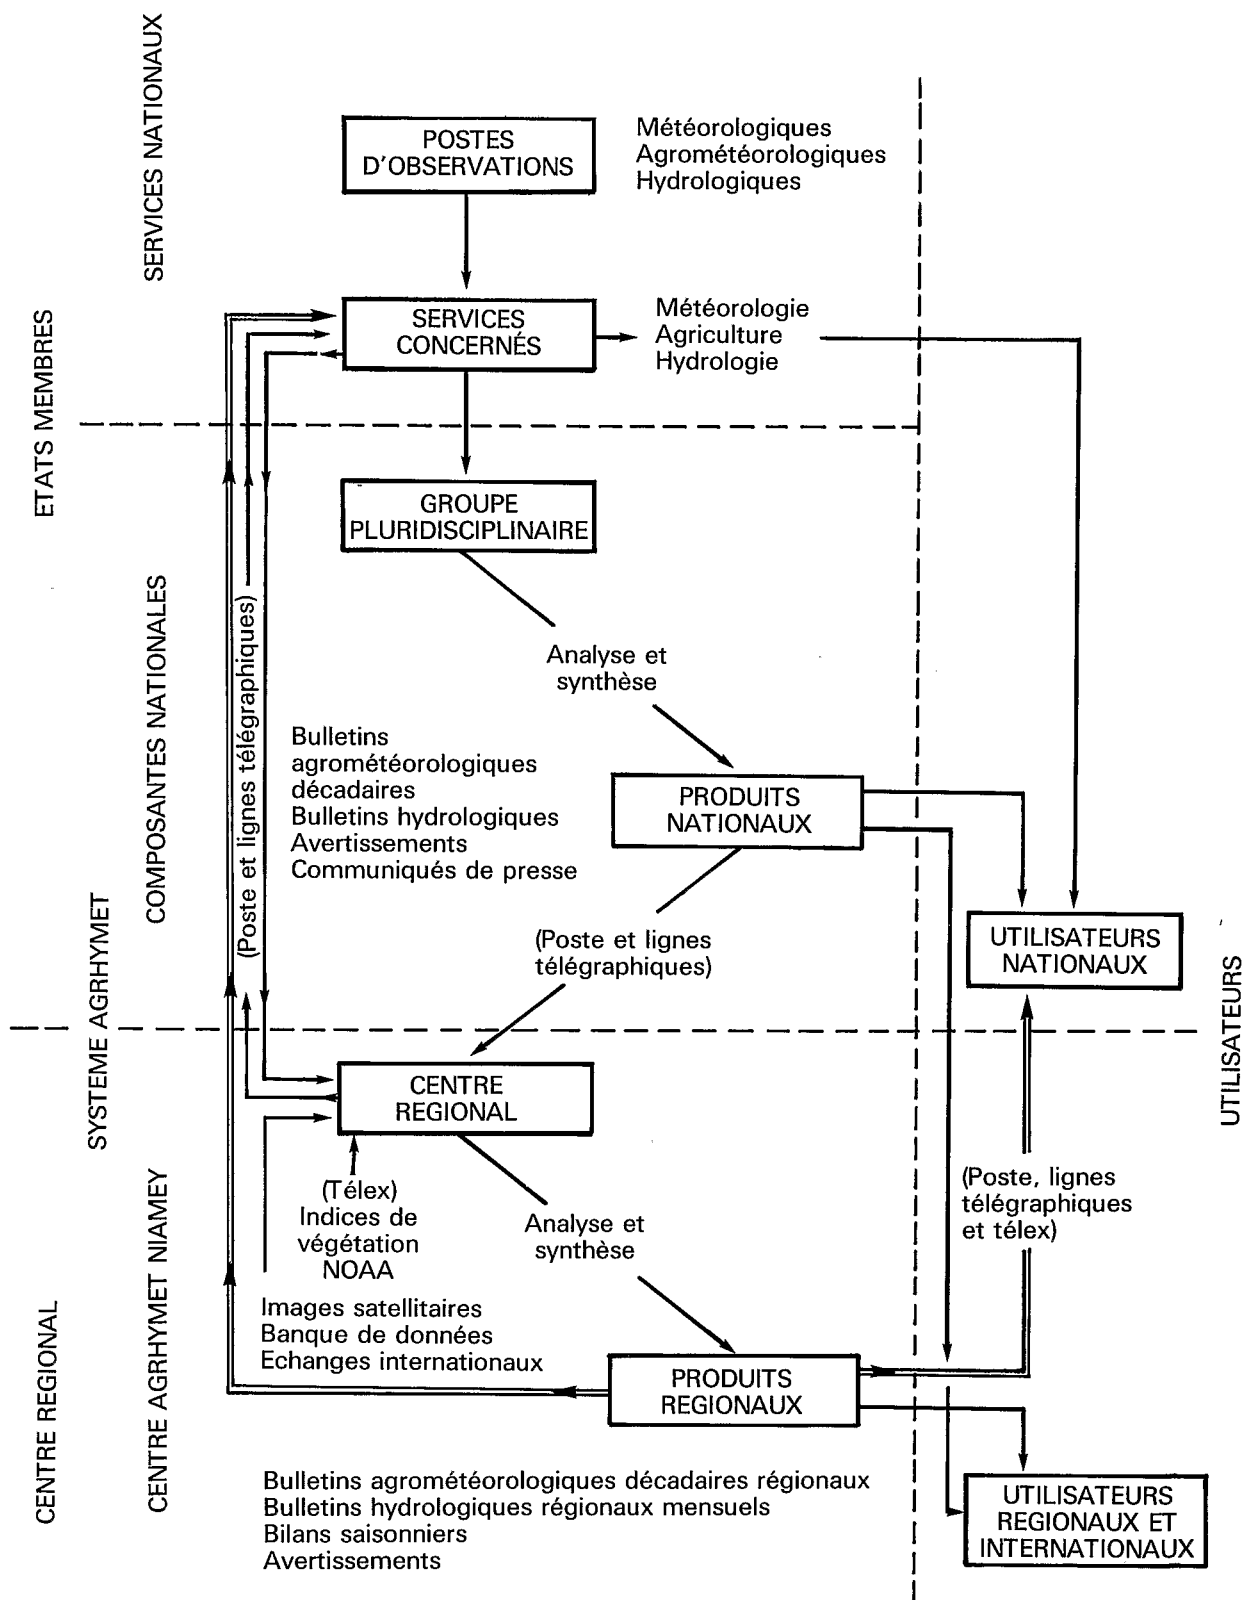 SERVICES NATIONAUX
POSTES
D'OBSERVATIONS
Météorologiques
Agrométéorologiques
Hydrologiques
ETATS MEMBRES
SERVICES
CONCERNÉS
Météorologie
Agriculture
Hydrologie
GROUPE
PLURIDISCIPLINAIRE
COMPOSANTES NATIONALES
(Poste et lignes télégraphiques)
Analyse et
synthèse
Bulletins
agrométéorologiques
décadaires
Bulletins hydrologiques
Avertissements
Communiqués de presse
PRODUITS
NATIONAUX
(Poste et lignes
télégraphiques)
UTILISATEURS
NATIONAUX
SYSTEME AGRHYMET
UTILISATEURS
CENTRE
REGIONAL
(Télex)
Indices de
végétation
NOAA
Analyse et
synthèse
(Poste, lignes
télégraphiques
et télex)
CENTRE REGIONAL
CENTRE AGRHYMET NIAMEY
Images satellitaires
Banque de données
Echanges internationaux
PRODUITS
REGIONAUX
Bulletins agrométéorologiques décadaires régionaux
Bulletins hydrologiques régionaux mensuels
Bilans saisonniers
Avertissements
UTILISATEURS
REGIONAUX ET
INTERNATIONAUX